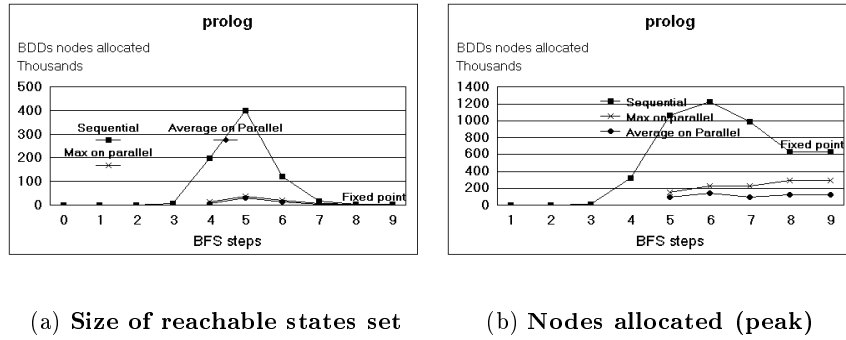 prolog
BDDs nodes allocated
Thousands
500
400
300
200
100
0
Sequential
Average on Parallel
Max on parallel
Fixed point
0 1 2 3 4 5 6 7 8 9
BFS steps
(a) Size of reachable states set
prolog
BDDs nodes allocated
Thousands
1400
1200
1000
800
600
400
200
0
Sequential
Max on parallel
Average on Parallel
Fixed point
1 2 3 4 5 6 7 8 9
BFS steps
(b) Nodes allocated (peak)